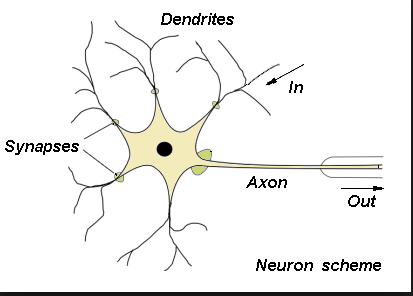 Dendrites
In
Synapses
Axon
Out
Neuron scheme